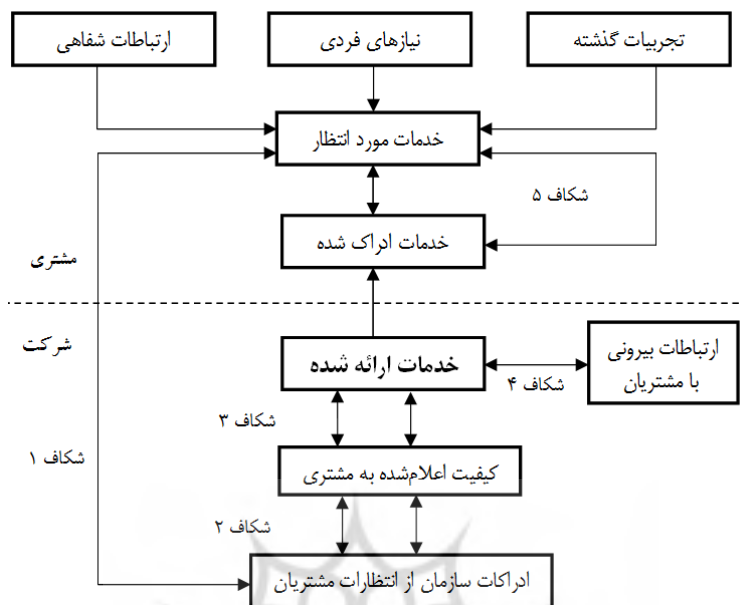 تجربیات گذشته
نیازهای فردی
ارتباطات شفاهی
خدمات مورد انتظار
شکاف ۵
خدمات ادراک شده
مشتری
شرکت
ارتباطات بیرونی
با مشتریان
خدمات ارائه شده
شکاف ۴
شکاف ۳
شکاف ۱
کیفیت اعلام‌شده به مشتری
شکاف ۲
ادراکات سازمان از انتظارات مشتریان